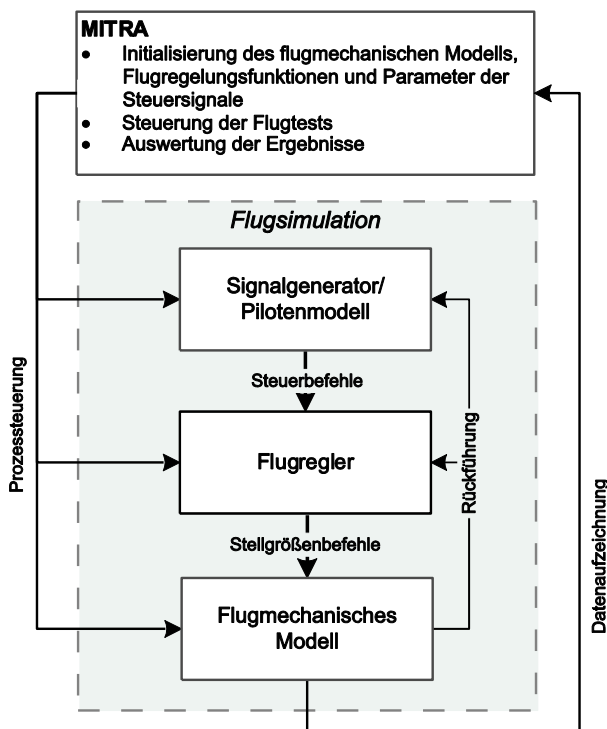 MITRA
• Initialisierung des flugmechanischen Modells,
Flugregelungsfunktionen und Parameter der
Steuersignale
• Steuerung der Flugtests
• Auswertung der Ergebnisse
Flugsimulation
Signalgenerator/
Pilotenmodell
Steuerbefehle
Flugregler
Stellgrößenbefehle
Flugmechanisches
Modell
Prozessteuerung
Rückführung
Datenaufzeichnung